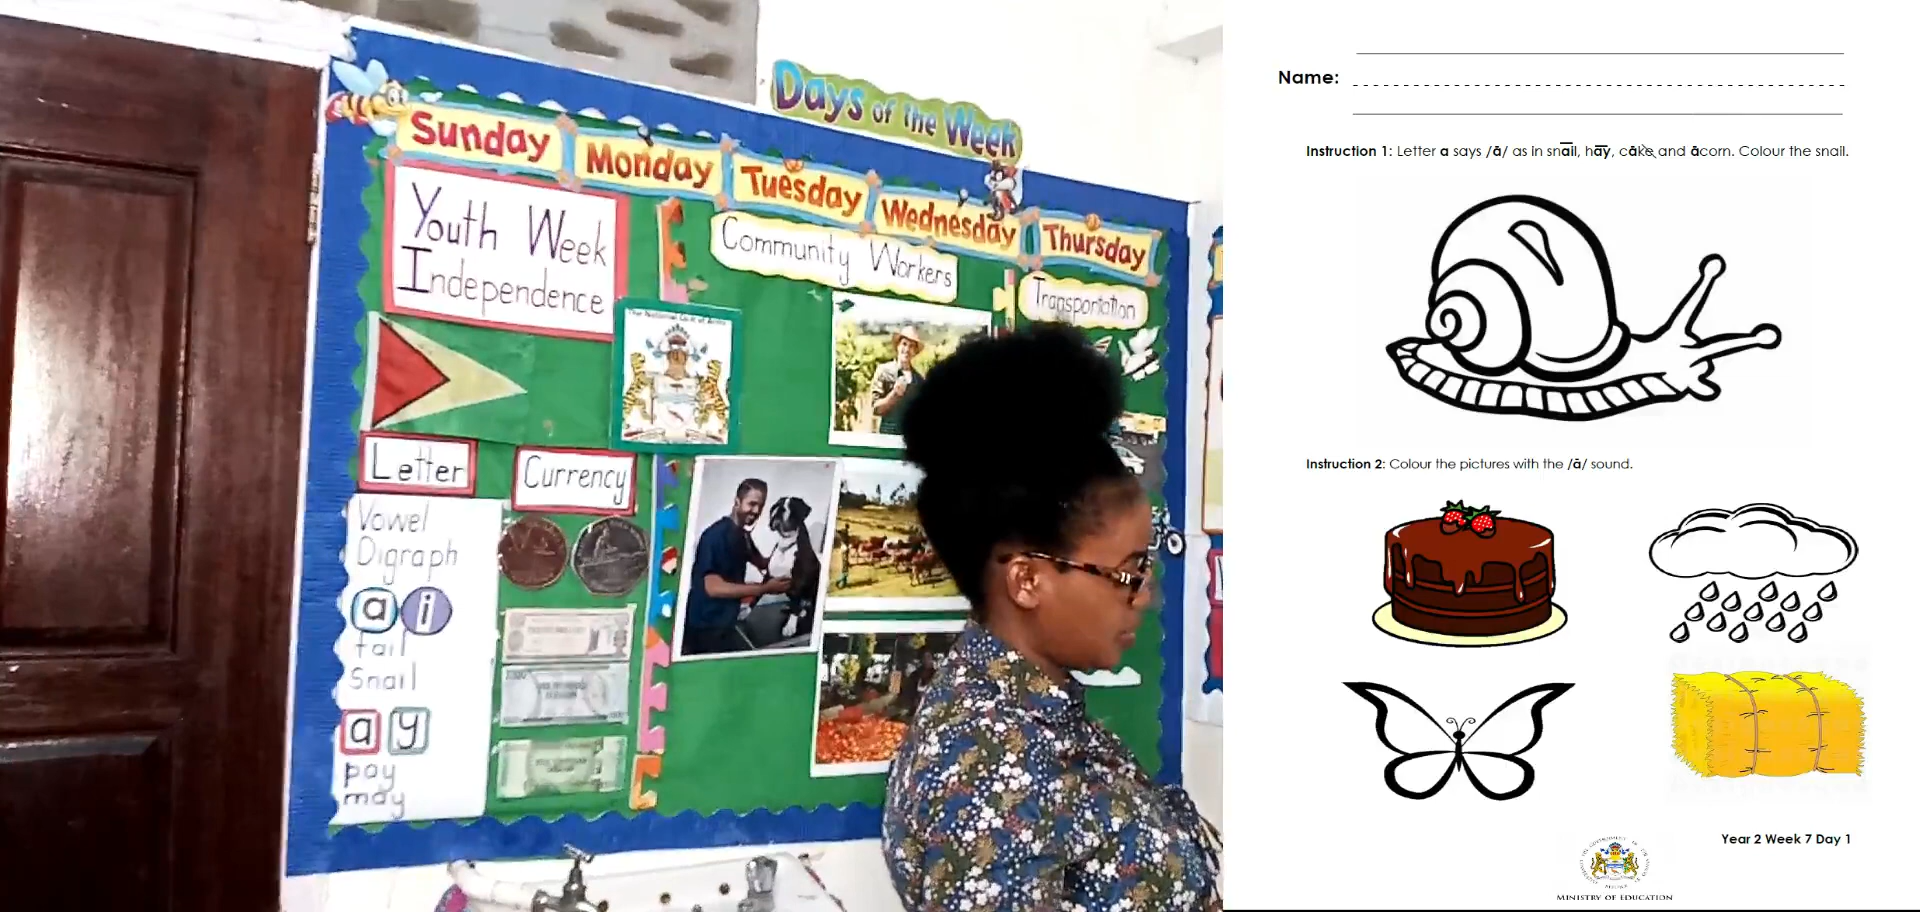 Days of the Week
Sunday
Monday
Tuesday
Wednesday
Thursday
Youth Week
Independence
Community Workers
Transportation
Letter
Currency
Vowel
Digraph
a i
tail
Snail
a y
pay
may
Name:
Instruction 1: Letter a says /ā/ as in snāil, hāy, cāke and ācorn. Colour the snail.
Instruction 2: Colour the pictures with the /ā/ sound.
Year 2 Week 7 Day 1
MINISTRY OF EDUCATION